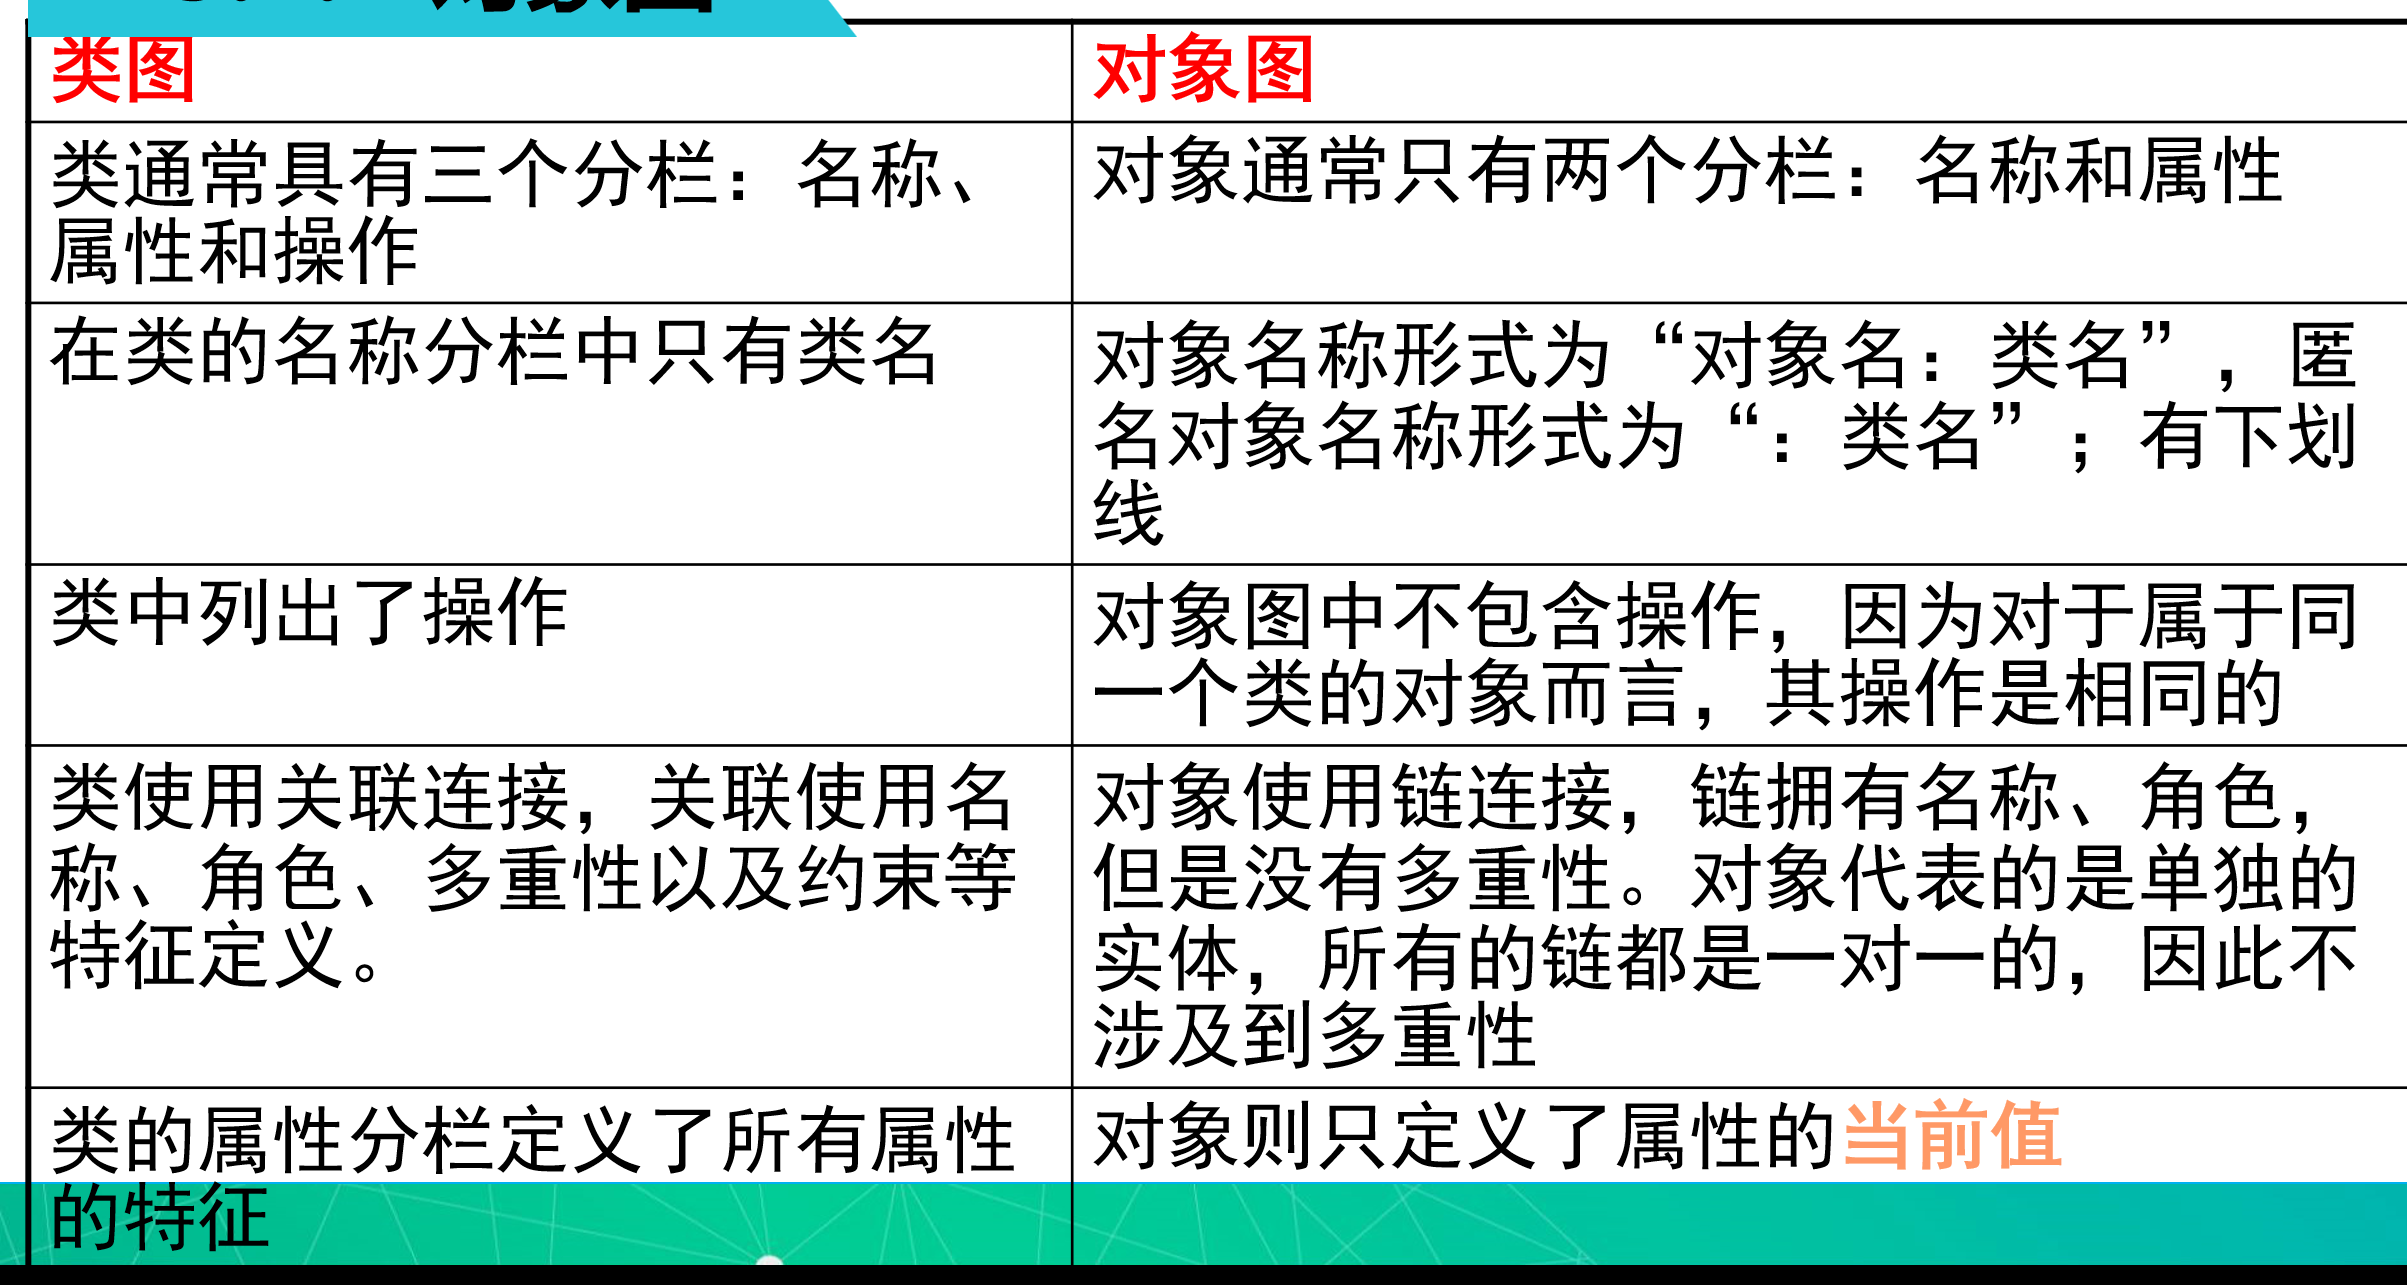 类图
对象图
类通常具有三个分栏：名称、
属性和操作
对象通常只有两个分栏：名称和属性
在类的名称分栏中只有类名
对象名称形式为“对象名：类名”，匿
名对象名称形式为“：类名”；有下划
线
类中列出了操作
对象图中不包含操作，因为对于属于同
一个类的对象而言，其操作是相同的
类使用关联连接，关联使用名
称、角色、多重性以及约束等
特征定义。
对象使用链连接，链拥有名称、角色，
但是没有多重性。对象代表的是单独的
实体，所有的链都是一对一的，因此不
涉及到多重性
类的属性分栏定义了所有属性
的特征
对象则只定义了属性的当前值